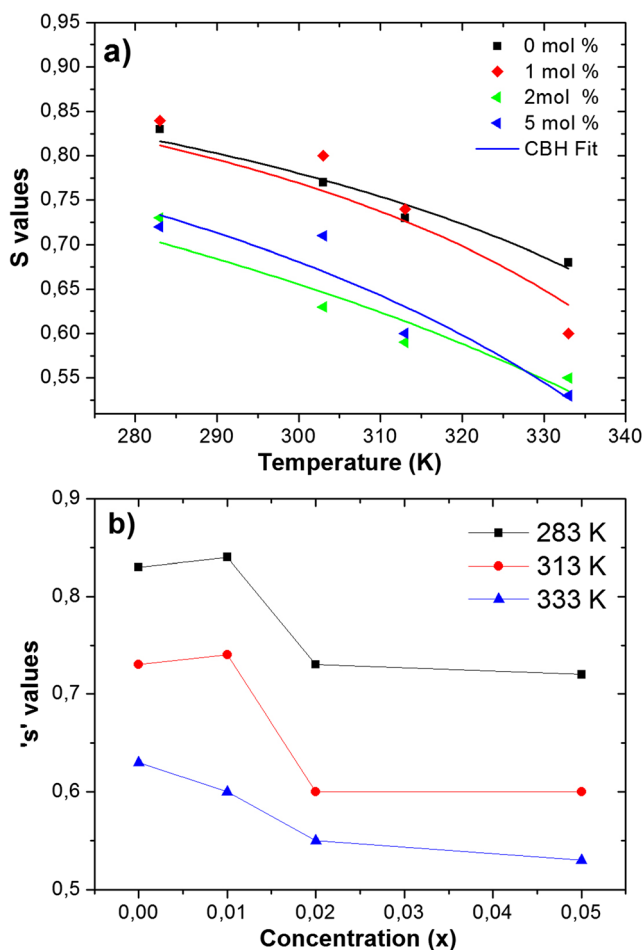 a)
0 mol %
1 mol %
2mol %
5 mol %
CBH Fit
0,95
0,90
0,85
0,80
0,75
0,70
0,65
0,60
0,55
S values
280 290 300 310 320 330 340
Temperature (K)
b)
283 K
313 K
333 K
0,9
0,8
0,7
0,6
0,5
's' values
0,00 0,01 0,02 0,03 0,04 0,05
Concentration (x)